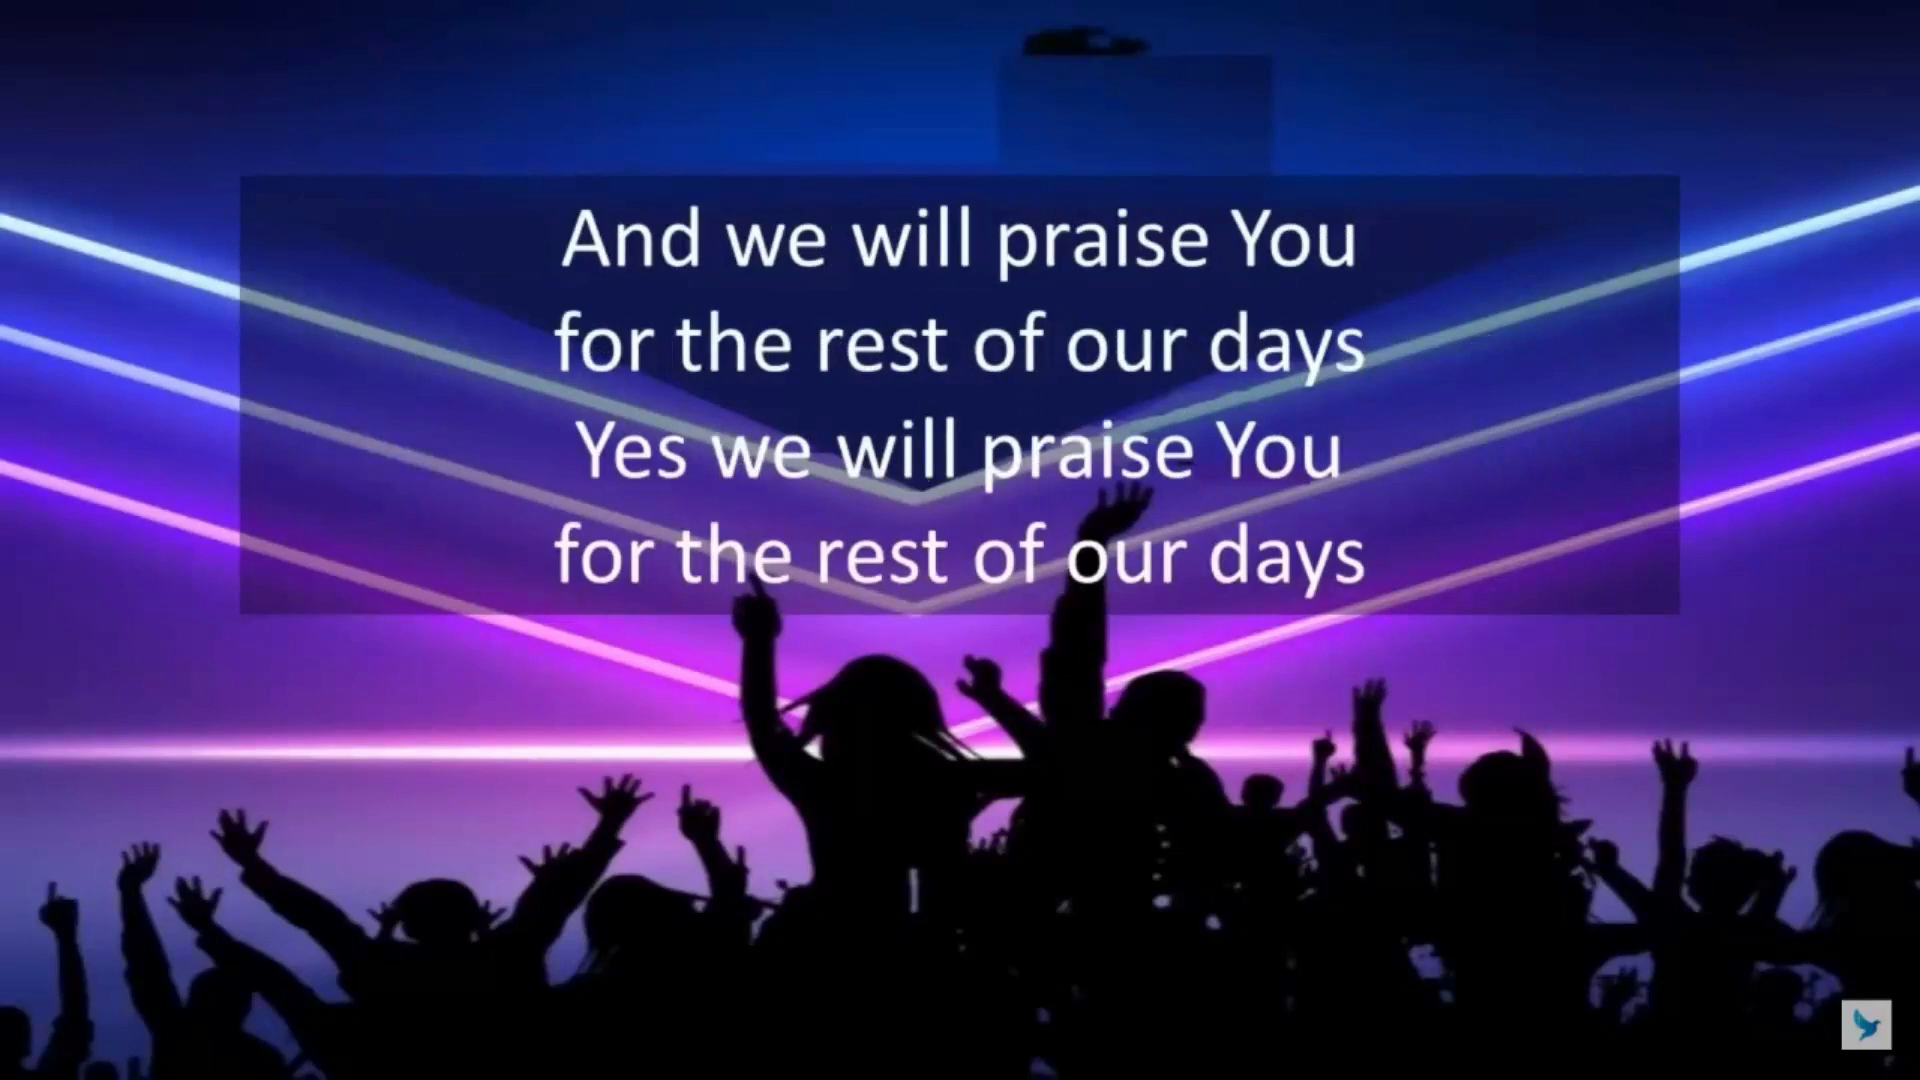 And we will praise You
for the rest of our days
Yes we will praise You
for the rest of our days